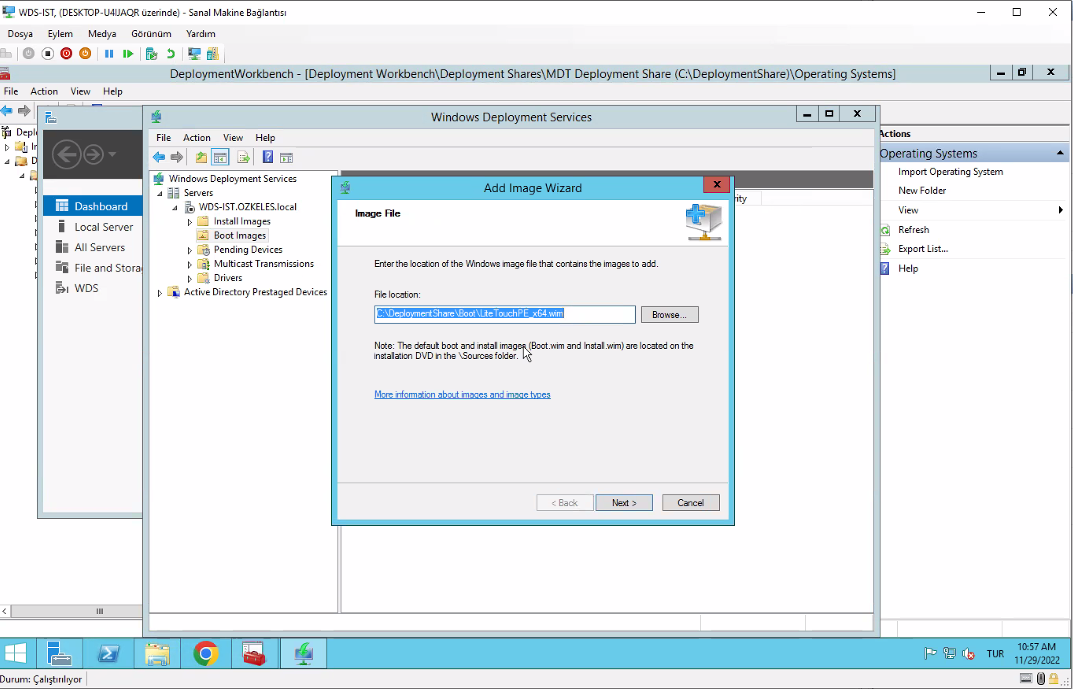 WDS-IST, (DESKTOP-U4IJAQR üzerinde) - Sanal Makine Bağlantısı
Dosya Eylem Medya Görünüm Yardım
DeploymentWorkbench - [Deployment Workbench\Deployment Shares\MDT Deployment Share (C:\DeploymentShare)\Operating Systems]
File Action View Help
Windows Deployment Services
File Action View Help
Dashboard
Local Server
All Servers
File and Stora
WDS
Windows Deployment Services
Servers
WDS-IST.OZKELES.local
Install Images
Boot Images
Pending Devices
Multicast Transmissions
Drivers
Active Directory Prestaged Devices
Add Image Wizard
Image File
Enter the location of the Windows image file that contains the images to add.
File location:
C:\DeploymentShare\Boot\LiteTouchPE_x64.wim
Browse...
Note: The default boot and install images (Boot.wim and Install.wim) are located on the
installation DVD in the \Sources folder.
More information about images and image types
< Back Next > Cancel
Actions
Operating Systems
Import Operating System
New Folder
View
Refresh
Export List...
Help
TUR
10:57 AM
11/29/2022
Durum: Çalıştırılıyor